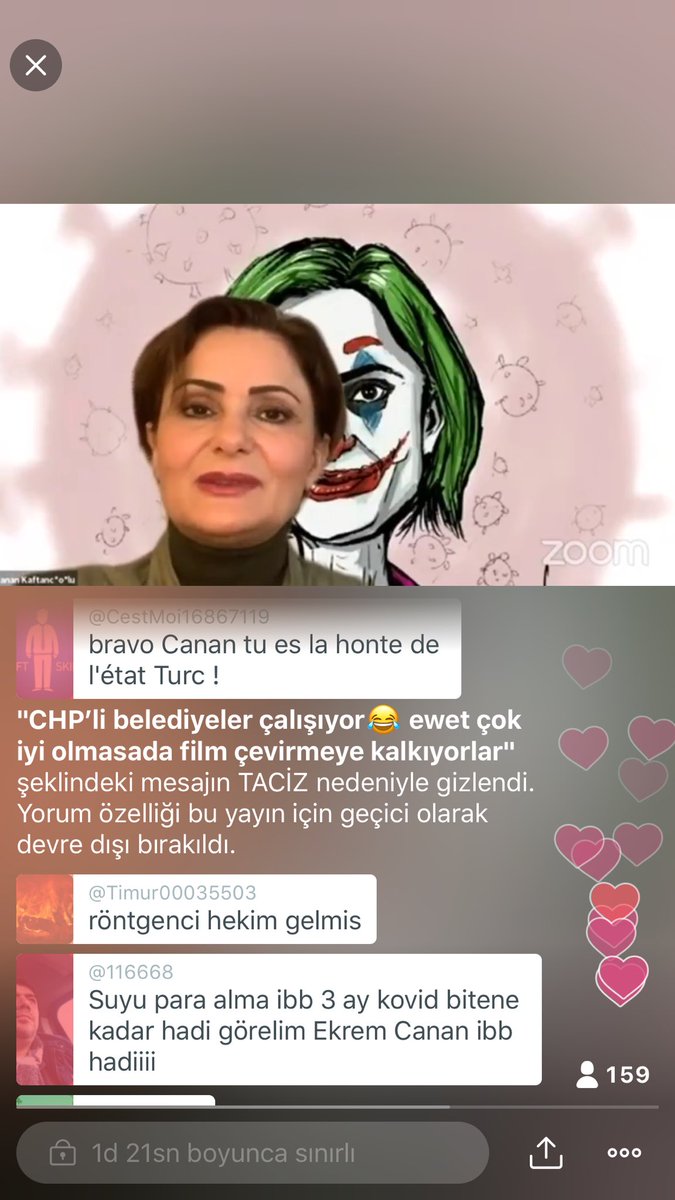 zoom
anan Kaftanc*o*lu
@CestMoi16867119
bravo Canan tu es la honte de
l'état Turc !
"CHP’li belediyeler çalışıyor😂 ewet çok
iyi olmasada film çevirmeye kalkıyorlar"
şeklindeki mesajın TACİZ nedeniyle gizlendi.
Yorum özelliği bu yayın için geçici olarak
devre dışı bırakıldı.
@Timur00035503
röntgenci hekim gelmis
@116668
Suyu para alma ibb 3 ay kovid bitene
kadar hadi görelim Ekrem Canan ibb
hadiiii
159
1d 21sn boyunca sınırlı